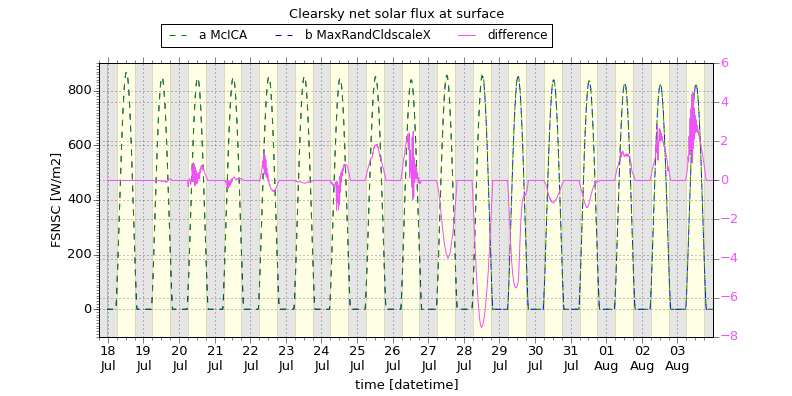 Clearsky net solar flux at surface
a McICA b MaxRandCldscaleX difference
FSNSC [W/m2]
800
600
400
200
0
6
4
2
0
−2
−4
−6
−8
18 19 20 21 22 23 24 25 26 27 28 29 30 31 01 02 03
Jul Jul Jul Jul Jul Jul Jul Jul Jul Jul Jul Jul Jul Jul Aug Aug Aug
time [datetime]